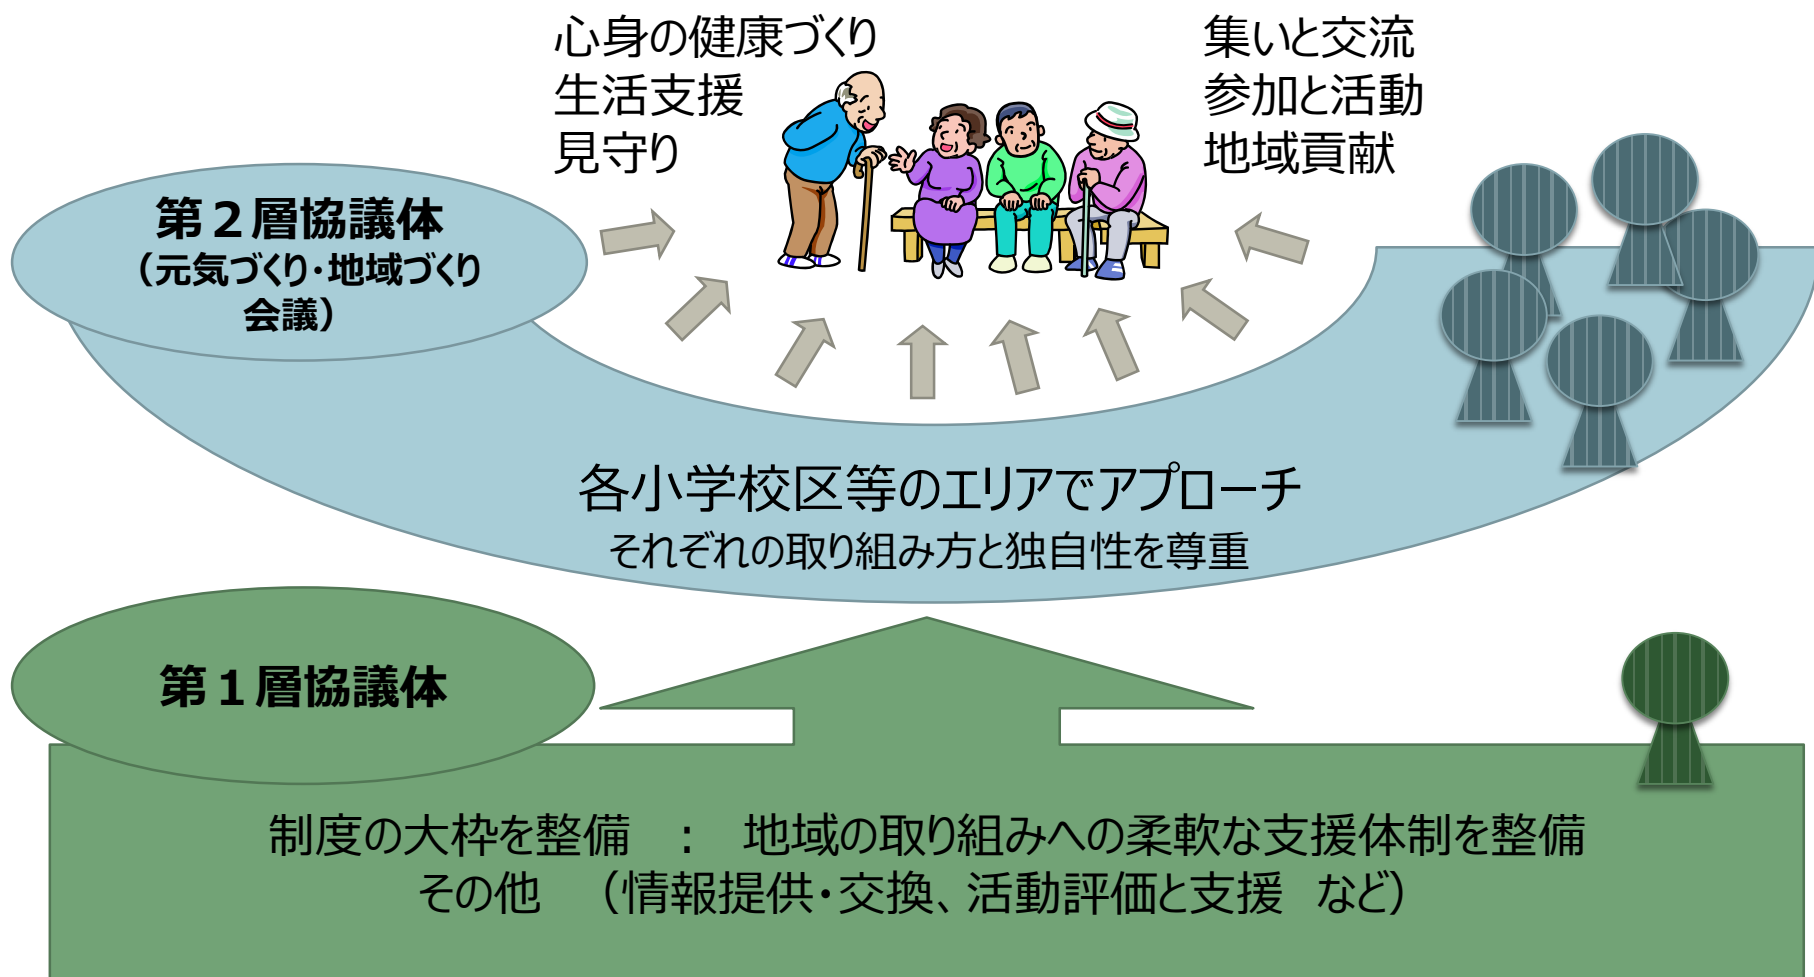 心身の健康づくり
生活支援
見守り
集いと交流
参加と活動
地域貢献
第２層協議体
（元気づくり・地域づくり
会議）
各小学校区等のエリアでアプローチ
それぞれの取り組み方と独自性を尊重
第１層協議体
制度の大枠を整備　：　地域の取り組みへの柔軟な支援体制を整備
その他　（情報提供・交換、活動評価と支援　など）